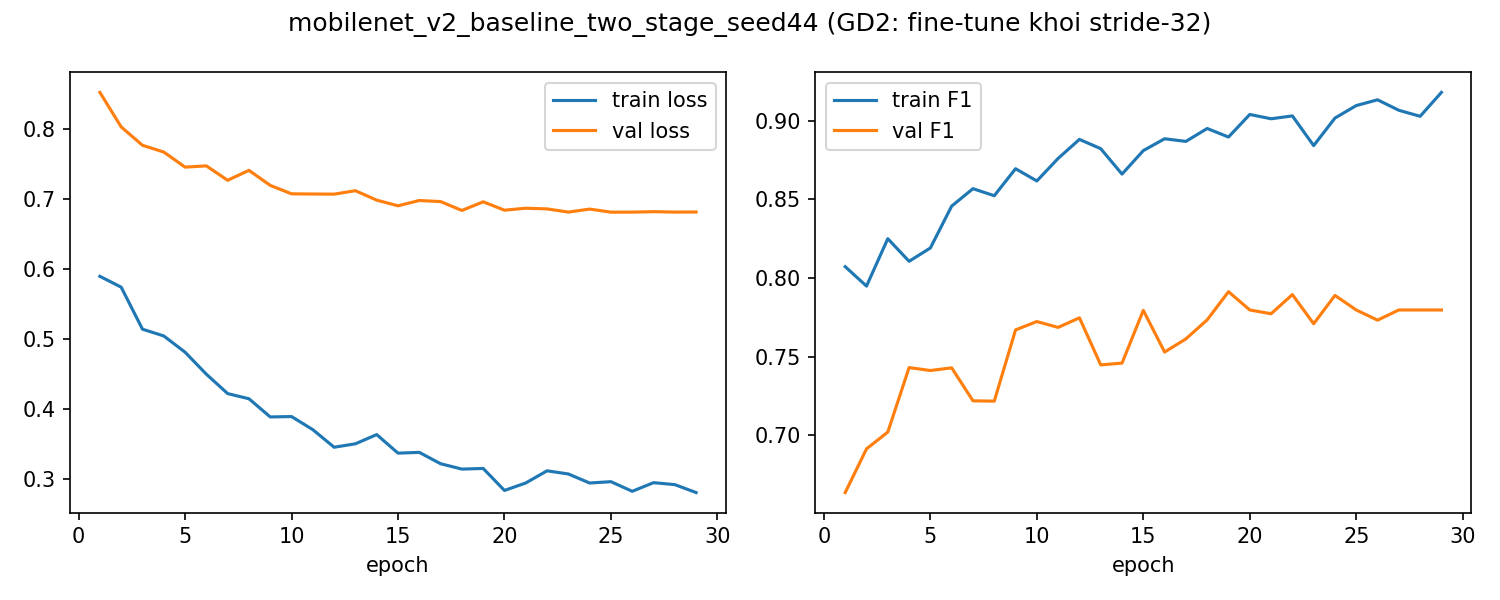 mobilenet_v2_baseline_two_stage_seed44 (GD2: fine-tune khoi stride-32)
train loss
val loss
0.8
0.7
0.6
0.5
0.4
0.3
0 5 10 15 20 25 30
epoch
train F1
val F1
0.90
0.85
0.80
0.75
0.70
0 5 10 15 20 25 30
epoch